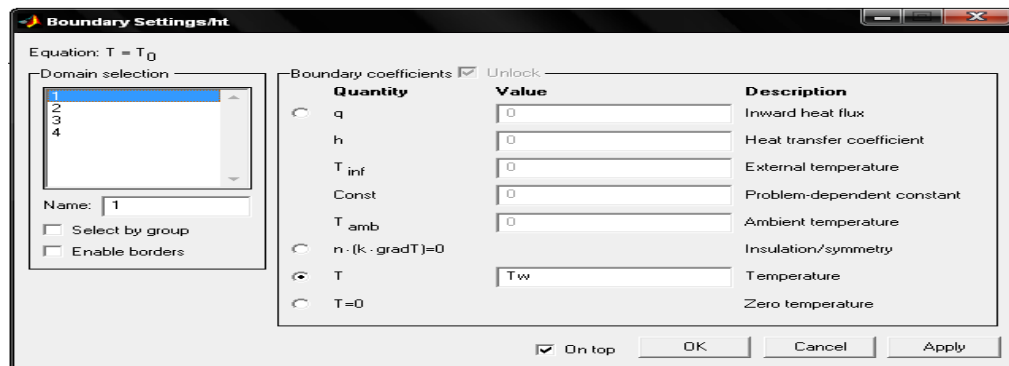 Boundary Settings/ht
Equation: T = T0
Domain selection
1
2
3
4
Name: 1
Select by group
Enable borders
Boundary coefficients Unlock
Quantity Value Description
q 0 Inward heat flux
h 0 Heat transfer coefficient
T inf 0 External temperature
Const 0 Problem-dependent constant
T amb 0 Ambient temperature
n·(k·gradT)=0 Insulation/symmetry
T Tw Temperature
T=0 Zero temperature
On top OK Cancel Apply